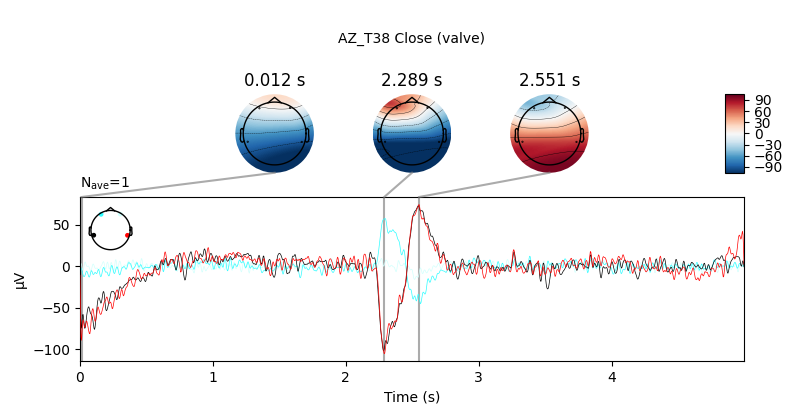 AZ_T38 Close (valve)
0.012 s 2.289 s 2.551 s
90
60
30
0
−30
−60
−90
Nave=1
50
0
−50
−100
µV
0 1 2 3 4
Time (s)